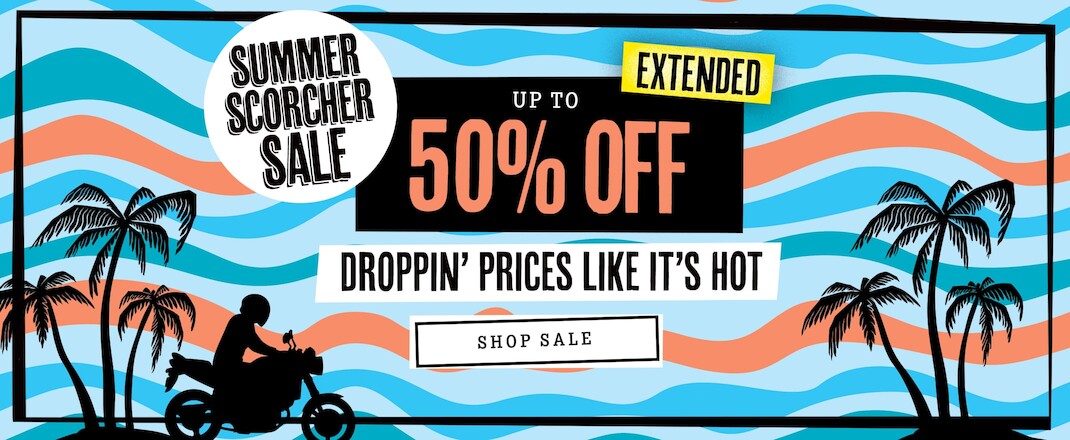 SUMMER
SCORCHER
SALE
EXTENDED
UP TO
50% OFF
DROPPIN’ PRICES LIKE IT’S HOT
SHOP SALE